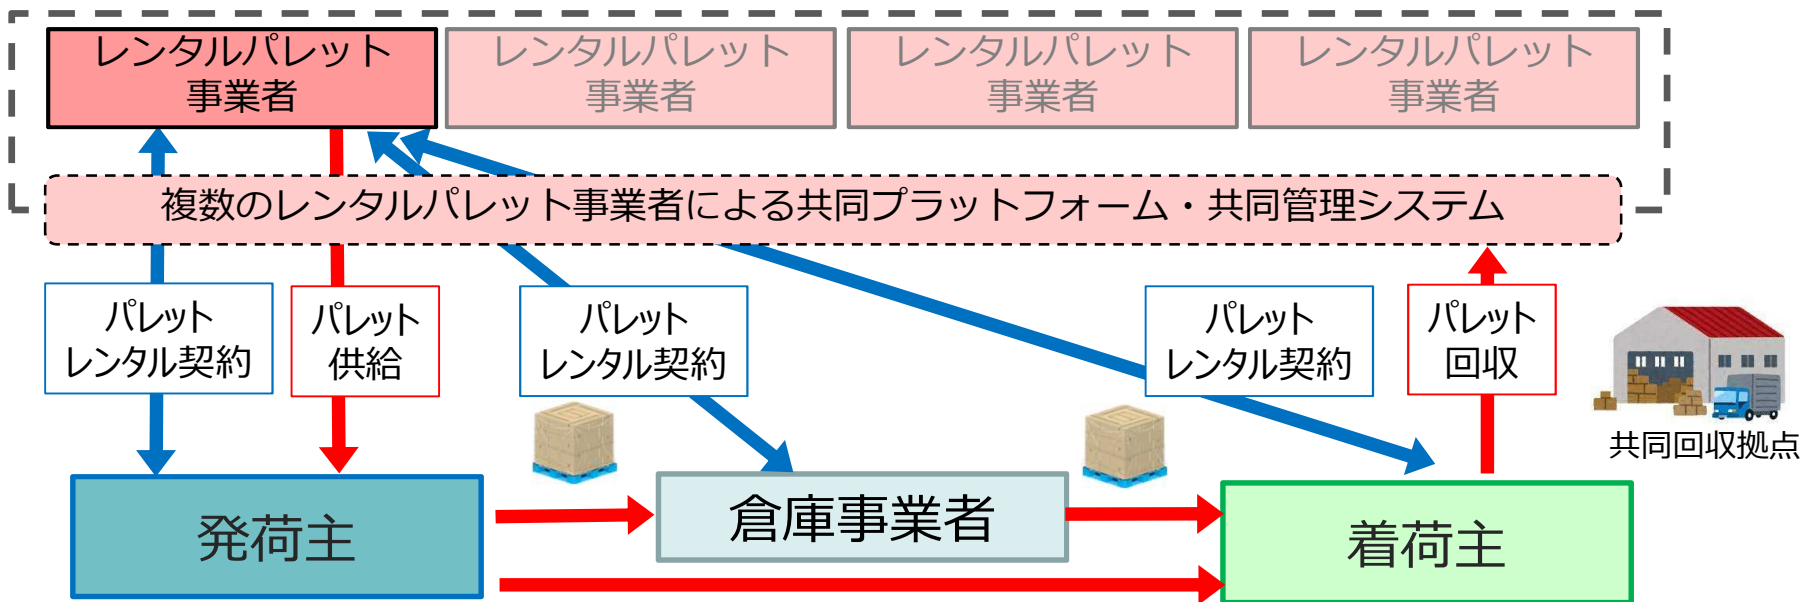 レンタルパレット
事業者
レンタルパレット
事業者
レンタルパレット
事業者
レンタルパレット
事業者
複数のレンタルパレット事業者による共同プラットフォーム・共同管理システム
パレット
レンタル契約
パレット
供給
パレット
レンタル契約
パレット
レンタル契約
パレット
回収
共同回収拠点
発荷主
倉庫事業者
着荷主